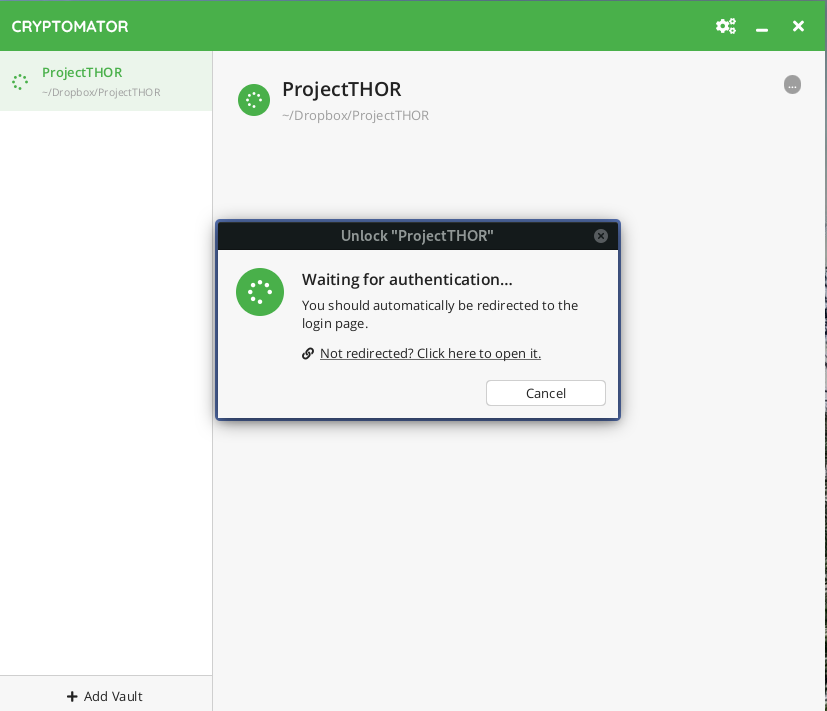 CRYPTOMATOR
ProjectTHOR
~/Dropbox/ProjectTHOR
ProjectTHOR
~/Dropbox/ProjectTHOR
...
Unlock "ProjectTHOR"
Waiting for authentication...
You should automatically be redirected to the
login page.
Not redirected? Click here to open it.
Cancel
Add Vault